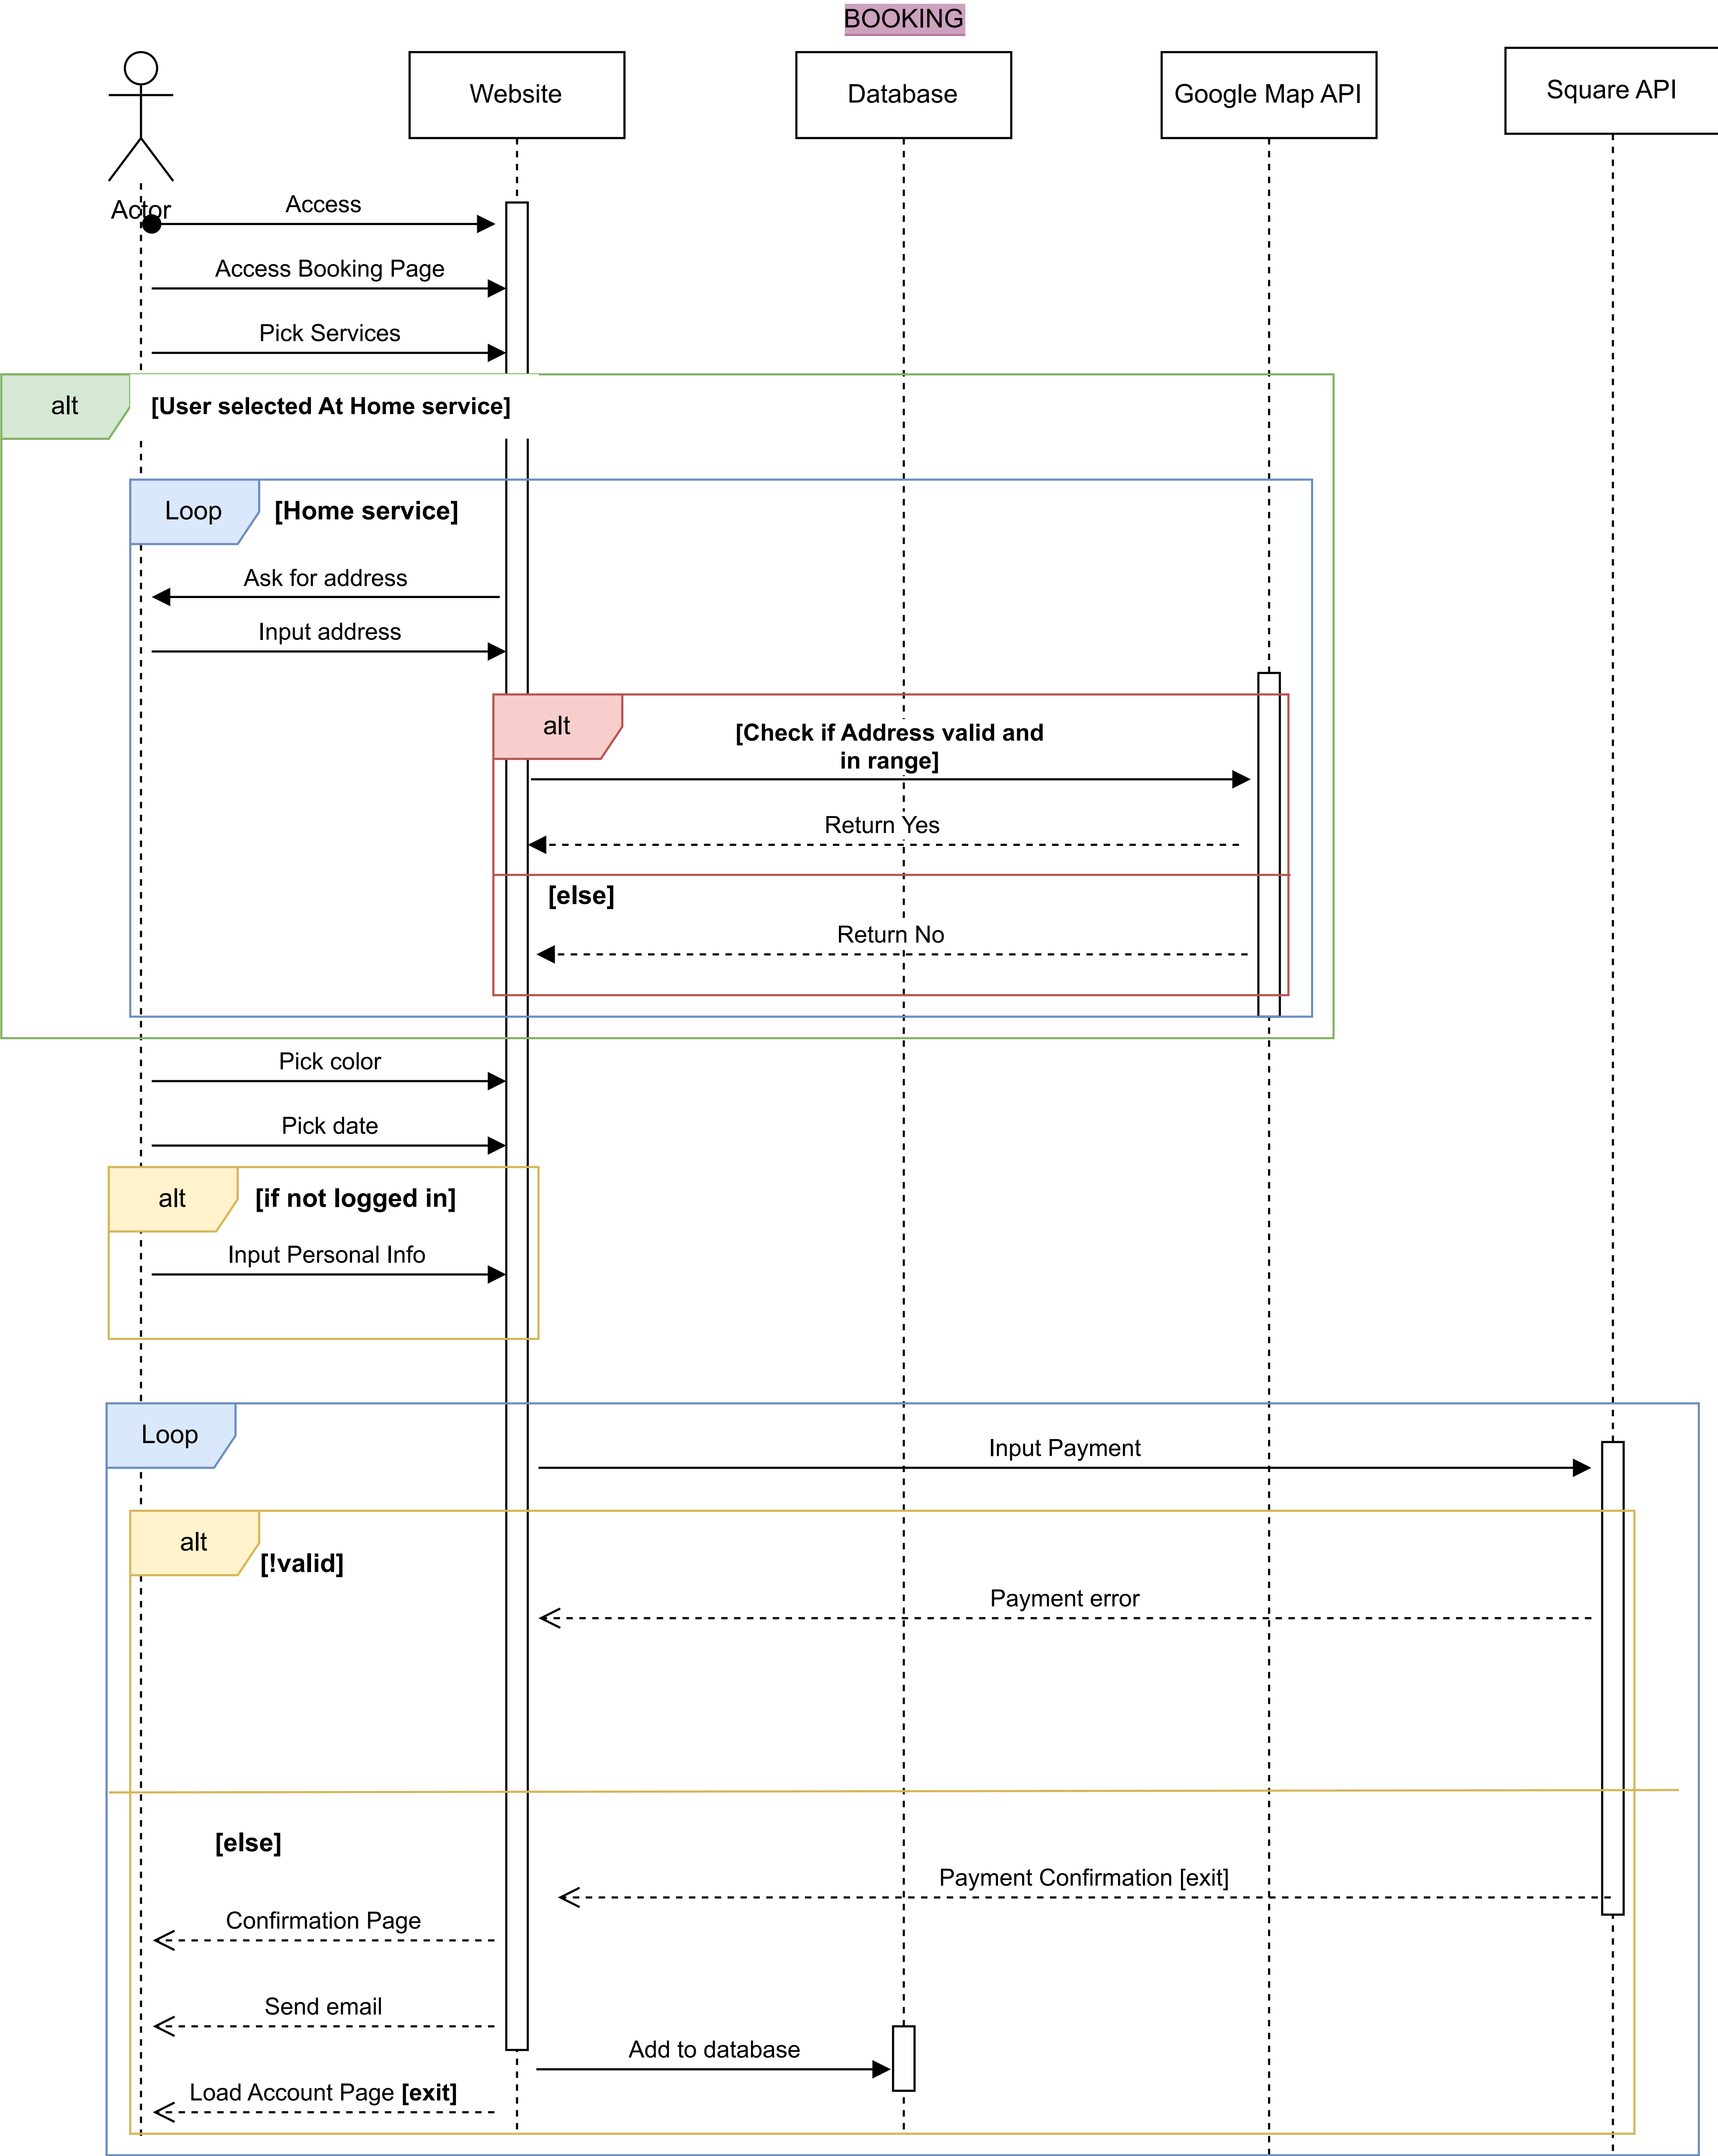 BOOKING
Website
Database
Google Map API
Square API
Actor
Access
Access Booking Page
Pick Services
alt
[User selected At Home service]
Loop
[Home service]
Ask for address
Input address
alt
[Check if Address valid and
in range]
Return Yes
[else]
Return No
Pick color
Pick date
alt
[if not logged in]
Input Personal Info
Loop
Input Payment
alt
[!valid]
Payment error
[else]
Payment Confirmation [exit]
Confirmation Page
Send email
Add to database
Load Account Page [exit]